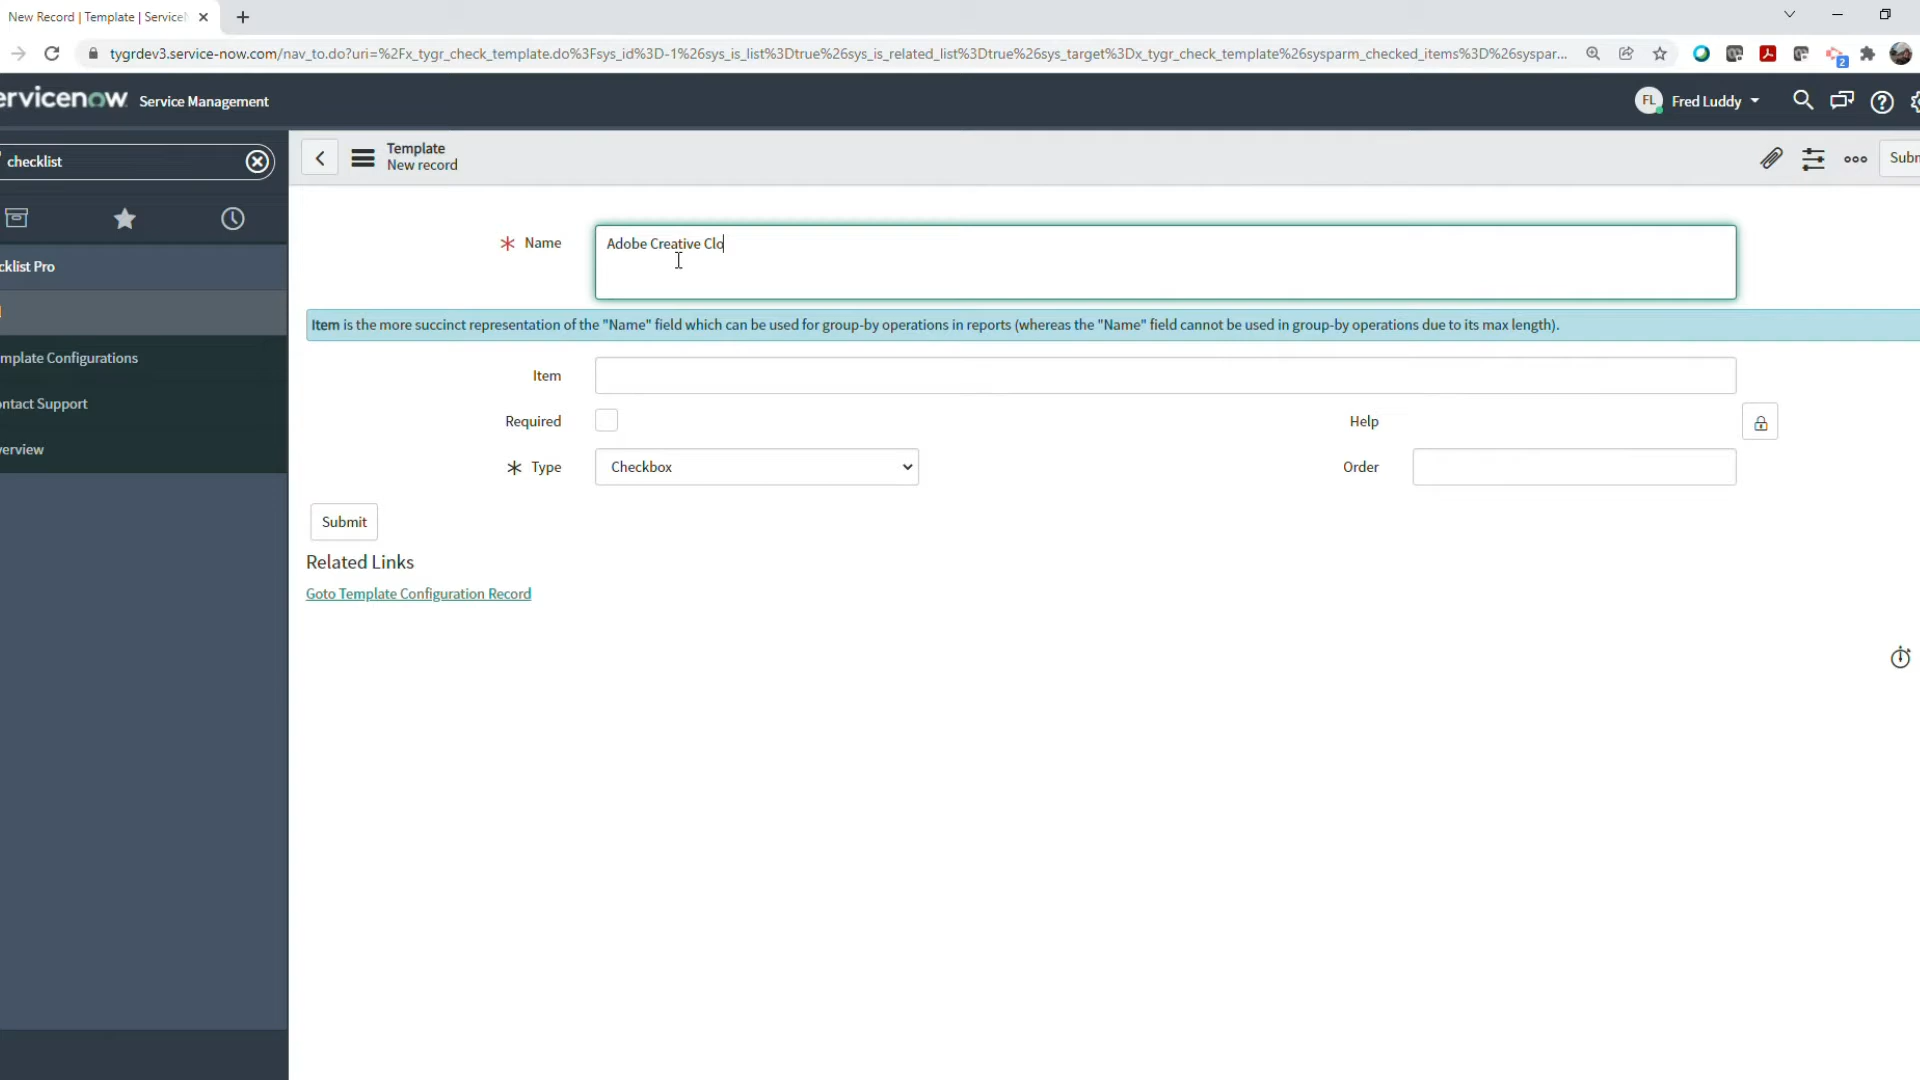 New Record | Template | Service
tygrdev3.service-now.com/nav_to.do?uri=%2Fx_tygr_check_template.do%3Fsys_id%3D-1%26sys_is_list%3Dtrue%26sys_is_related_list%3Dtrue%26sys_target%3Dx_tygr_check_template%26sysparm_checked_items%3D%26syspar...
2
ervicenow Service Management
FL Fred Luddy
checklist
Template
New record
Subm
cklist Pro
mplate Configurations
ontact Support
verview
Name
Adobe Creative Clo
Item is the more succinct representation of the "Name" field which can be used for group-by operations in reports (whereas the "Name" field cannot be used in group-by operations due to its max length).
Item
Required
Help
Type
Checkbox
Order
Submit
Related Links
Goto Template Configuration Record